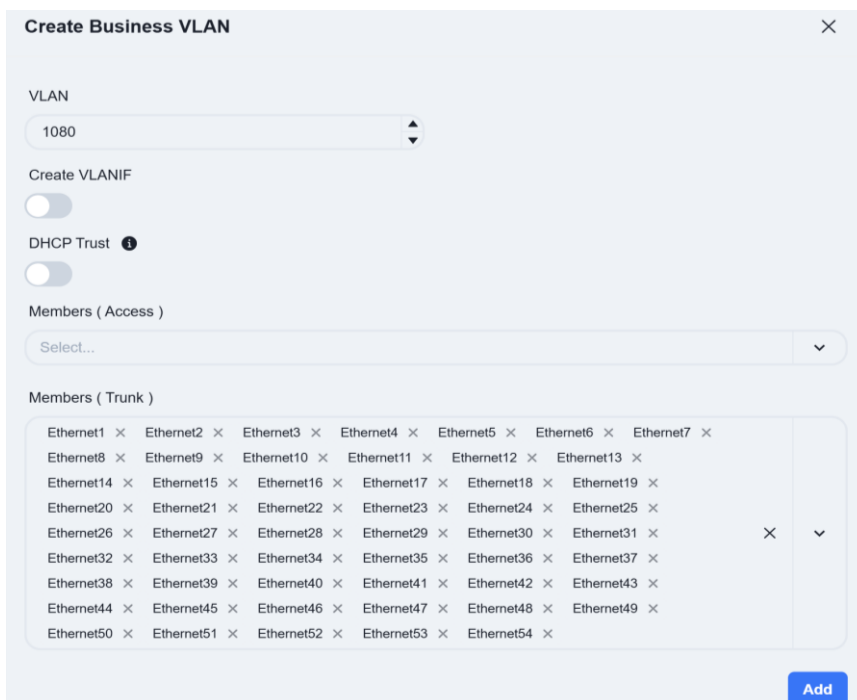 Create Business VLAN
VLAN
1080
Create VLANIF
DHCP Trust
Members ( Access )
Select...
Members ( Trunk )
Ethernet1 Ethernet2 Ethernet3 Ethernet4 Ethernet5 Ethernet6 Ethernet7
Ethernet8 Ethernet9 Ethernet10 Ethernet11 Ethernet12 Ethernet13
Ethernet14 Ethernet15 Ethernet16 Ethernet17 Ethernet18 Ethernet19
Ethernet20 Ethernet21 Ethernet22 Ethernet23 Ethernet24 Ethernet25
Ethernet26 Ethernet27 Ethernet28 Ethernet29 Ethernet30 Ethernet31
Ethernet32 Ethernet33 Ethernet34 Ethernet35 Ethernet36 Ethernet37
Ethernet38 Ethernet39 Ethernet40 Ethernet41 Ethernet42 Ethernet43
Ethernet44 Ethernet45 Ethernet46 Ethernet47 Ethernet48 Ethernet49
Ethernet50 Ethernet51 Ethernet52 Ethernet53 Ethernet54
Add